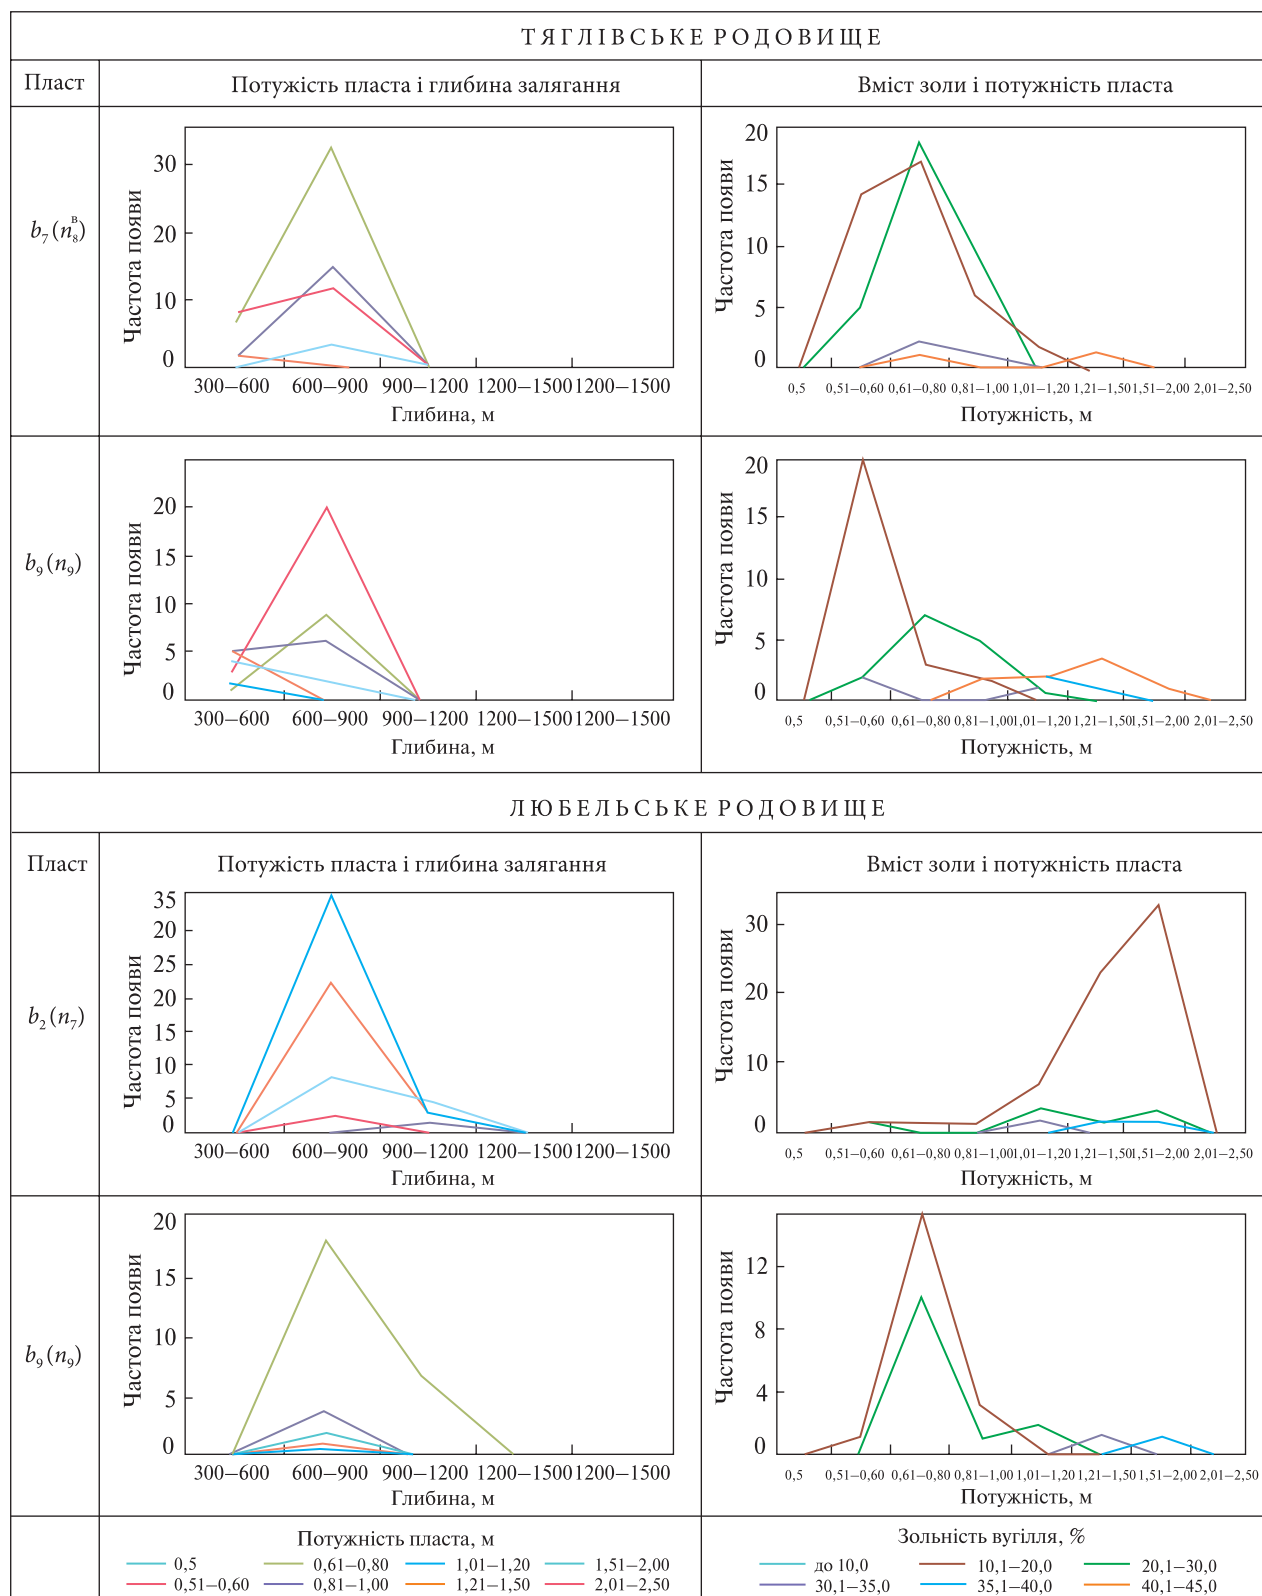 ТЯГЛІВСЬКЕ РОДОВИЩЕ
Пласт
Потужість пласта і глибина залягання
Вміст золи і потужність пласта
b₇(n₈ᴮ)
Частота появи
30
20
10
0
300–600 600–900 900–1200 1200–1500 1200–1500
Глибина, м
Частота появи
20
15
10
5
0
0,5 0,51–0,60 0,61–0,80 0,81–1,00 1,01–1,20 1,21–1,50 1,51–2,00 2,01–2,50
Потужність, м
b₉(n₉)
Частота появи
20
15
10
5
0
300–600 600–900 900–1200 1200–1500 1200–1500
Глибина, м
Частота появи
20
15
10
5
0
0,5 0,51–0,60 0,61–0,80 0,81–1,00 1,01–1,20 1,21–1,50 1,51–2,00 2,01–2,50
Потужність, м
ЛЮБЕЛЬСЬКЕ РОДОВИЩЕ
Пласт
Потужість пласта і глибина залягання
Вміст золи і потужність пласта
b₂(n₇)
Частота появи
35
20
25
20
15
10
5
0
300–600 600–900 900–1200 1200–1500 1200–1500
Глибина, м
Частота появи
30
20
10
0
0,5 0,51–0,60 0,61–0,80 0,81–1,00 1,01–1,20 1,21–1,50 1,51–2,00 2,01–2,50
Потужність, м
b₉(n₉)
Частота появи
20
15
10
5
0
300–600 600–900 900–1200 1200–1500 1200–1500
Глибина, м
Частота появи
12
8
4
0
0,5 0,51–0,60 0,61–0,80 0,81–1,00 1,01–1,20 1,21–1,50 1,51–2,00 2,01–2,50
Потужність, м
Потужність пласта, м
0,5 0,61–0,80 1,01–1,20 1,51–2,00
0,51–0,60 0,81–1,00 1,21–1,50 2,01–2,50
Зольність вугілля, %
до 10,0 10,1–20,0 20,1–30,0
30,1–35,0 35,1–40,0 40,1–45,0